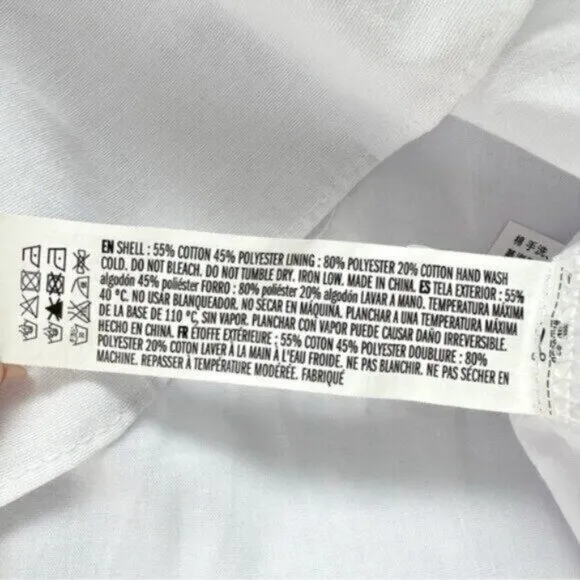 EN SHELL : 55% COTTON 45% POLYESTER LINING : 80% POLYESTER 20% COTTON HAND WASH
COLD. DO NOT BLEACH. DO NOT TUMBLE DRY. IRON LOW. MADE IN CHINA. ES TELA EXTERIOR : 55%
algodón 45% poliéster FORRO : 80% poliéster 20% algodón LAVAR A MANO. TEMPERATURA MÁXIMA
40 °C. NO USAR BLANQUEADOR. NO SECAR EN MÁQUINA. PLANCHAR A UNA TEMPERATURA MÁXIMA
DE LA BASE DE 110 °C, SIN VAPOR. PLANCHAR CON VAPOR PUEDE CAUSAR DAÑO IRREVERSIBLE.
HECHO EN CHINA. FR ÉTOFFE EXTÉRIEURE : 55% COTON 45% POLYESTER DOUBLURE : 80%
POLYESTER 20% COTON LAVER À LA MAIN À L'EAU FROIDE. NE PAS BLANCHIR. NE PAS SÉCHER EN
MACHINE. REPASSER À TEMPÉRATURE MODÉRÉE. FABRIQUÉ